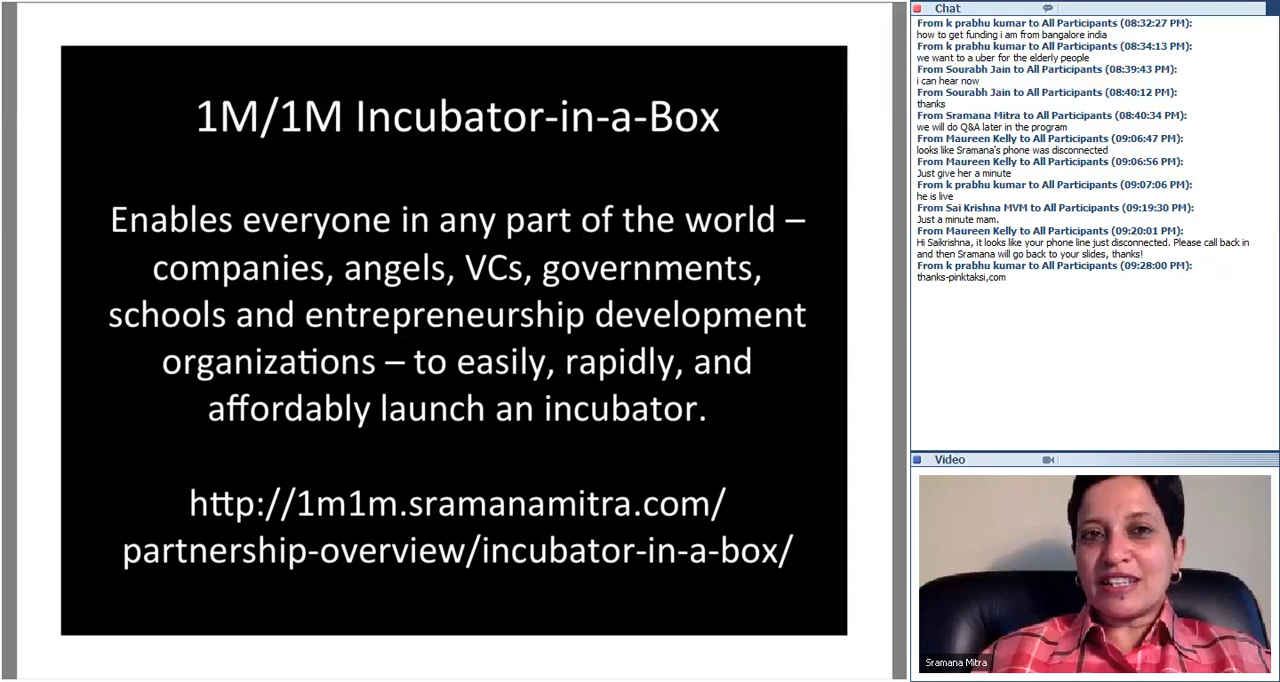 1M/1M Incubator-in-a-Box
Enables everyone in any part of the world –
companies, angels, VCs, governments,
schools and entrepreneurship development
organizations – to easily, rapidly, and
affordably launch an incubator.
http://1m1m.sramanamitra.com/
partnership-overview/incubator-in-a-box/
Chat
From k prabhu kumar to All Participants (08:32:27 PM):
how to get funding i am from bangalore india
From k prabhu kumar to All Participants (08:34:13 PM):
we want to a uber for the elderly people
From Sourabh Jain to All Participants (08:39:43 PM):
i can hear now
From Sourabh Jain to All Participants (08:40:12 PM):
thanks
From Sramana Mitra to All Participants (08:40:34 PM):
we will do Q&A later in the program
From Maureen Kelly to All Participants (09:06:47 PM):
looks like Sramana's phone was disconnected
From Maureen Kelly to All Participants (09:06:56 PM):
Just give her a minute
From k prabhu kumar to All Participants (09:07:06 PM):
he is live
From Sai Krishna MVM to All Participants (09:19:30 PM):
Just a minute mam.
From Maureen Kelly to All Participants (09:20:01 PM):
Hi Saikrishna, it looks like your phone line just disconnected. Please call back in
and then Sramana will go back to your slides, thanks!
From k prabhu kumar to All Participants (09:28:00 PM):
thanks-pinktaksi,com
Video
Sramana Mitra